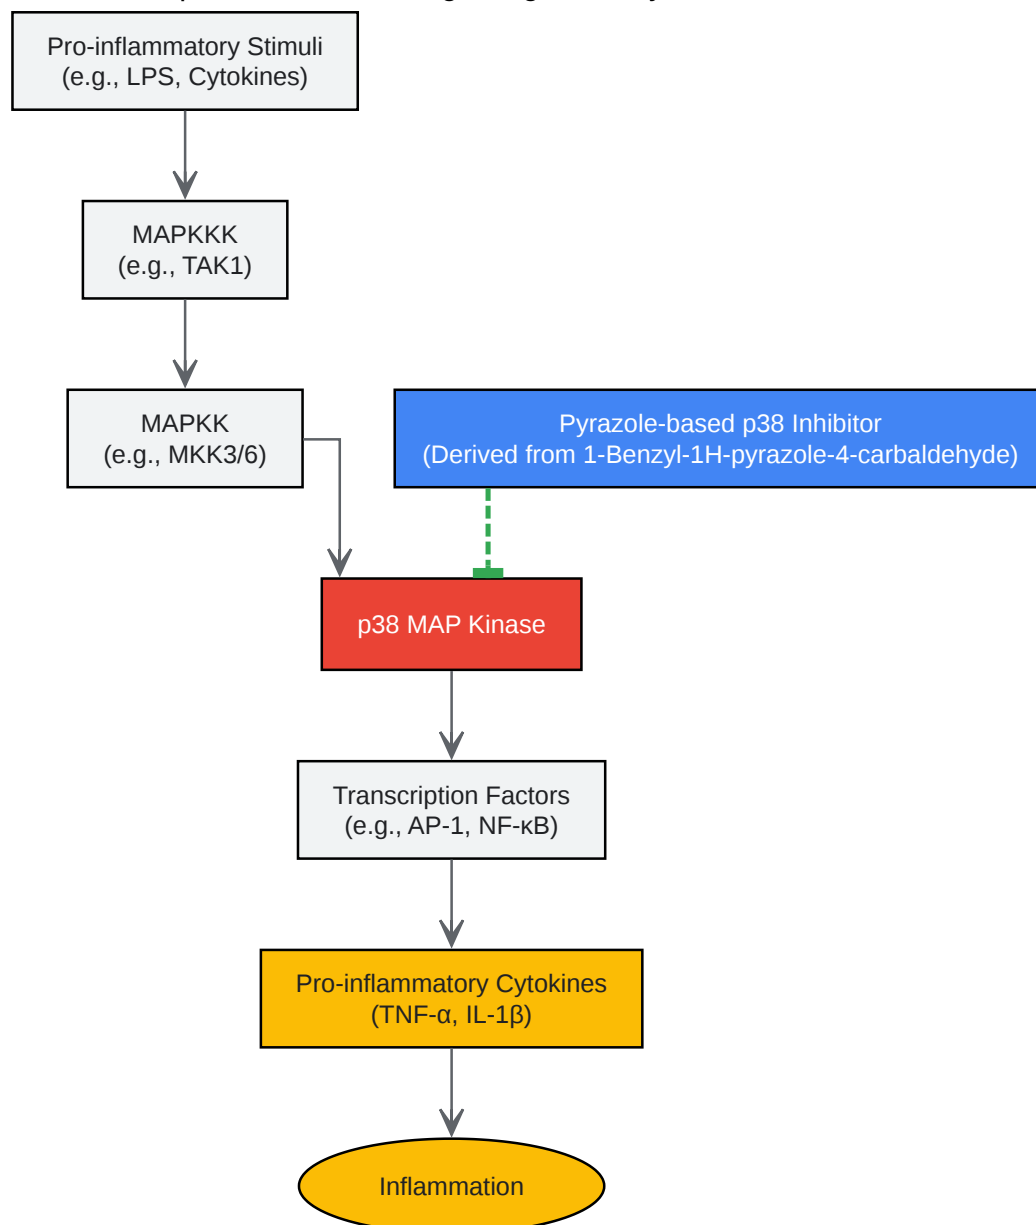 Pro-inflammatory Stimuli
(e.g., LPS, Cytokines)
MAPKKK
(e.g., TAK1)
MAPKK
(e.g., MKK3/6)
Pyrazole-based p38 Inhibitor
(Derived from 1-Benzyl-1H-pyrazole-4-carbaldehyde)
p38 MAP Kinase
Transcription Factors
(e.g., AP-1, NF-κB)
Pro-inflammatory Cytokines
(TNF-α, IL-1β)
Inflammation